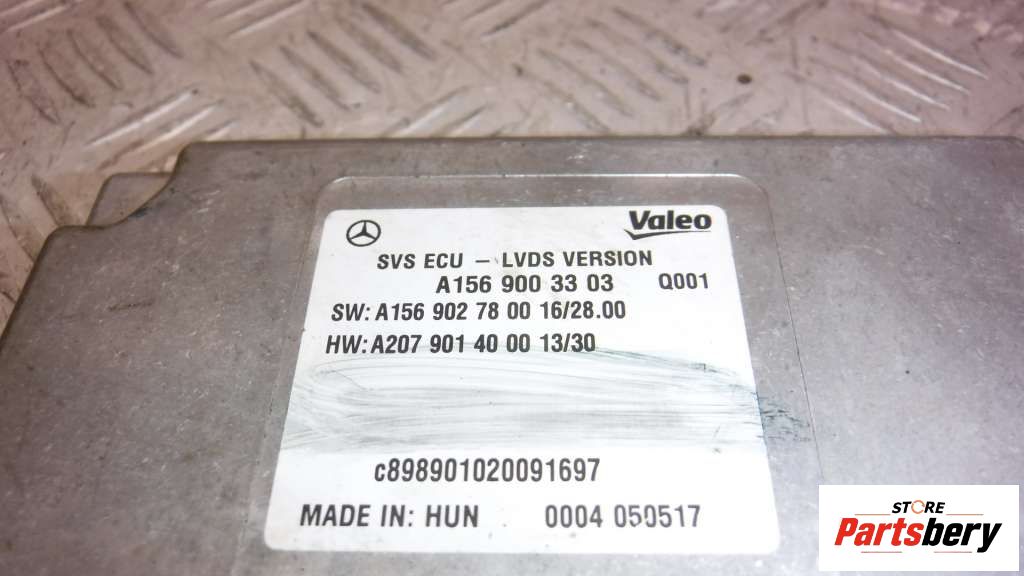 Valeo
SVS ECU – LVDS VERSION
A156 900 33 03 Q001
SW: A156 902 78 00 16/28.00
HW: A207 901 40 00 13/30
c898901020091697
MADE IN: HUN 0004 050517
STORE
Partsbery